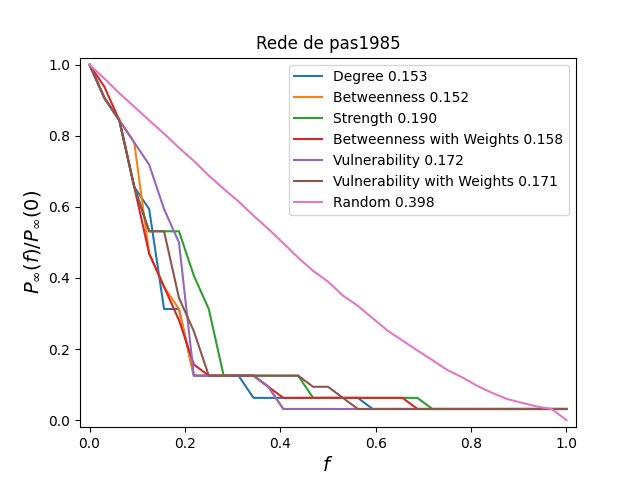 Rede de pas1985
Degree 0.153
Betweenness 0.152
Strength 0.190
Betweenness with Weights 0.158
Vulnerability 0.172
Vulnerability with Weights 0.171
Random 0.398
P∞(f)/P∞(0)
1.0
0.8
0.6
0.4
0.2
0.0
0.0 0.2 0.4 0.6 0.8 1.0
f